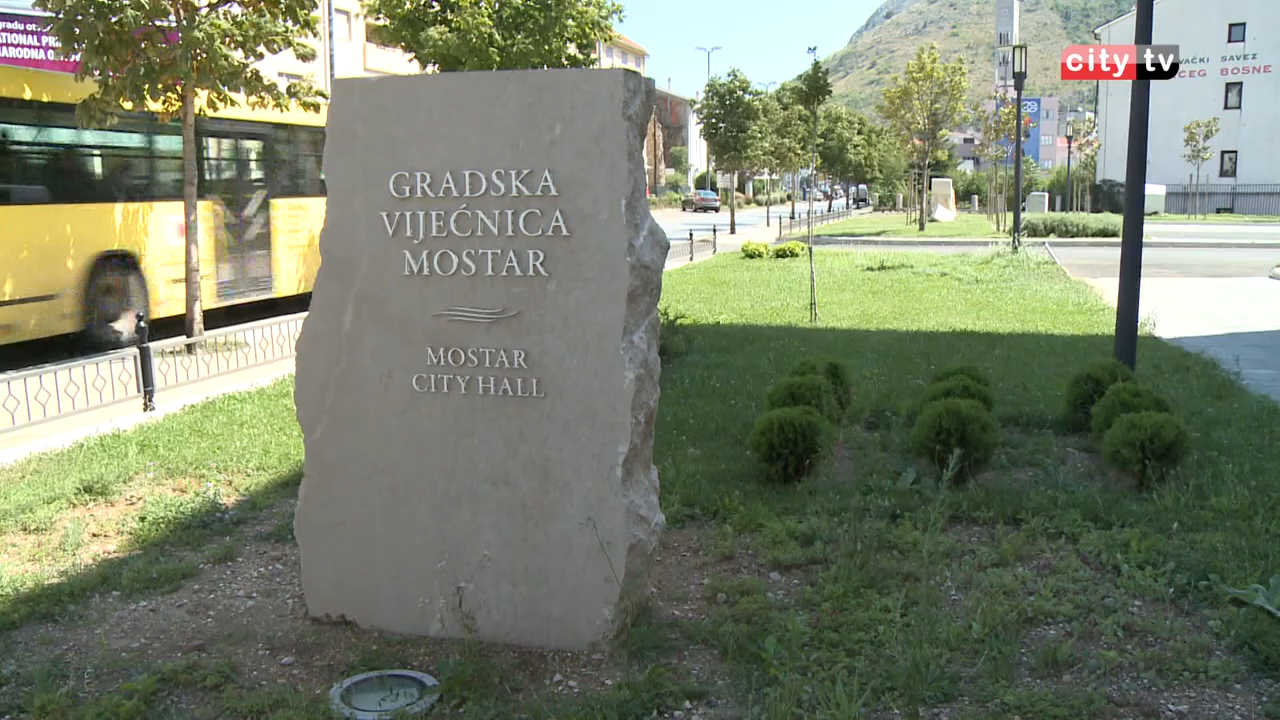 GRADSKA
VIJEĆNICA
MOSTAR
MOSTAR
CITY HALL
city tv
SAVEZ
BOSNE